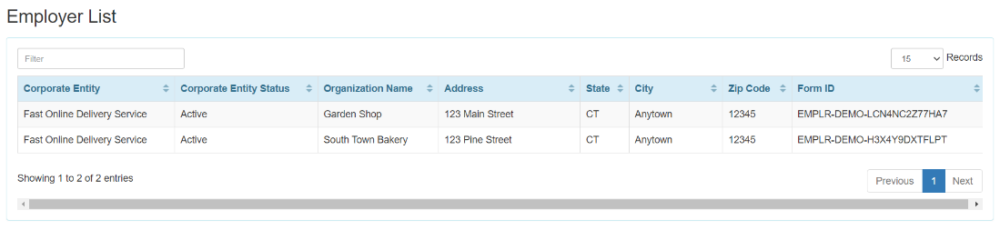 Employer List
Filter
15 Records
Corporate Entity Corporate Entity Status Organization Name Address State City Zip Code Form ID
Fast Online Delivery Service Active Garden Shop 123 Main Street CT Anytown 12345 EMPLR-DEMO-LCN4NC2Z77HA7
Fast Online Delivery Service Active South Town Bakery 123 Pine Street CT Anytown 12345 EMPLR-DEMO-H3X4Y9DXTFLPT
Showing 1 to 2 of 2 entries
Previous 1 Next